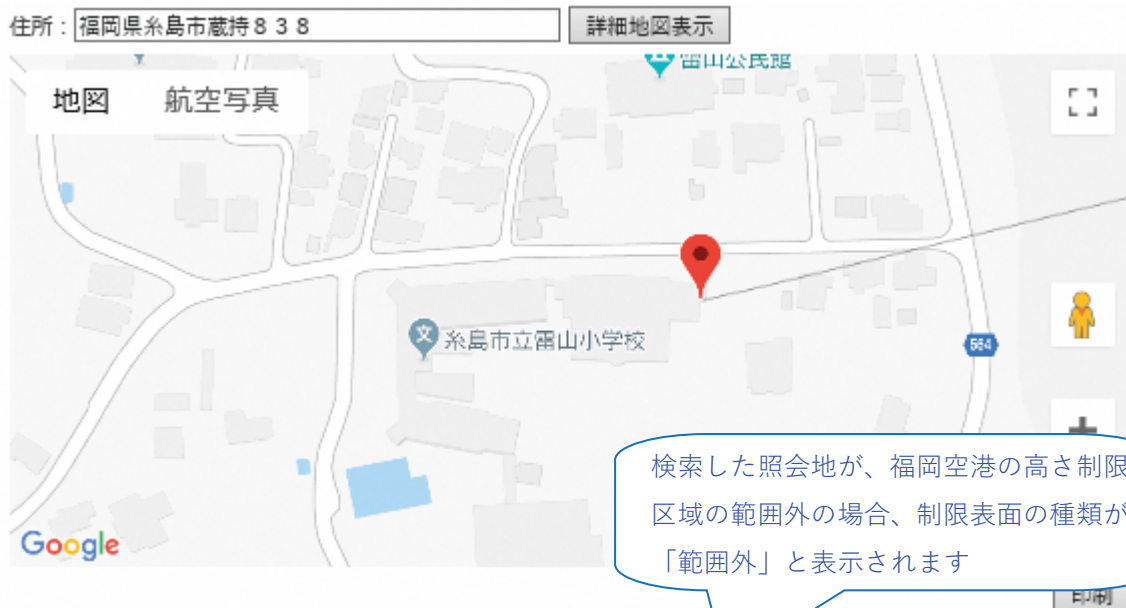 住所：福岡県糸島市蔵持８３８ 詳細地図表示
雷山公民館
地図 航空写真
糸島市立雷山小学校
564
検索した照会地が、福岡空港の高さ制限
区域の範囲外の場合、制限表面の種類が
「範囲外」と表示されます
Google
印刷